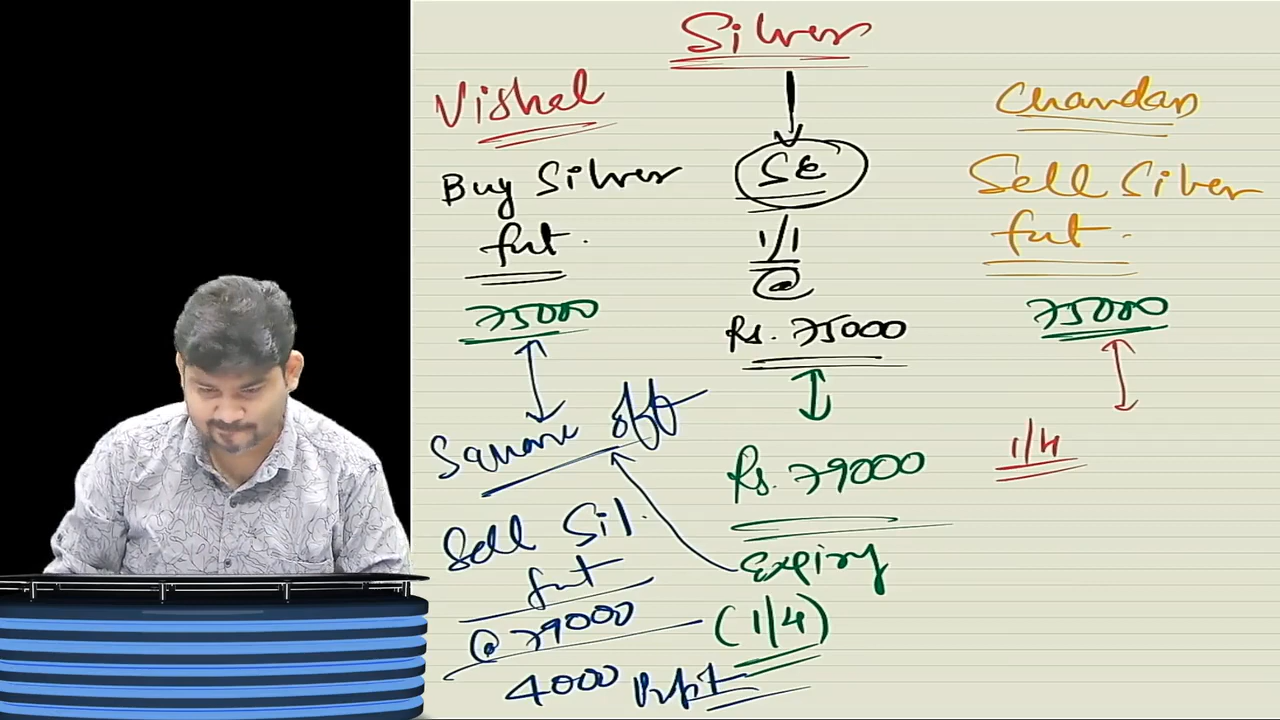 Silver
Vishal
Buy Silver
fut.
75000
Square off
Sell Sil.
fut
@ 79000
4000 Profit
SE
1/1
@
Rs. 75000
Rs. 79000
Expiry
(1/4)
Chandan
Sell Silver
fut.
75000
1/4